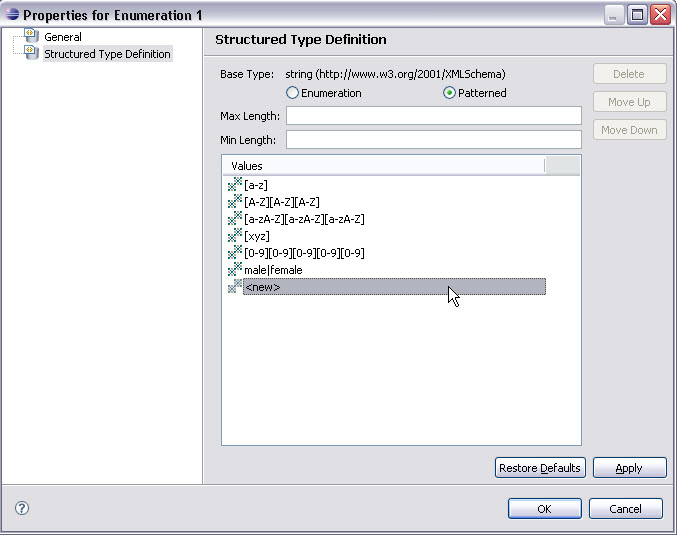 Properties for Enumeration 1
General
Structured Type Definition
Structured Type Definition
Base Type: string (http://www.w3.org/2001/XMLSchema)
Enumeration Patterned
Max Length:
Min Length:
Delete
Move Up
Move Down
Values
[a-z]
[A-Z][A-Z][A-Z]
[a-zA-Z][a-zA-Z][a-zA-Z]
[xyz]
[0-9][0-9][0-9][0-9][0-9]
male|female
<new>
Restore Defaults Apply
? OK Cancel